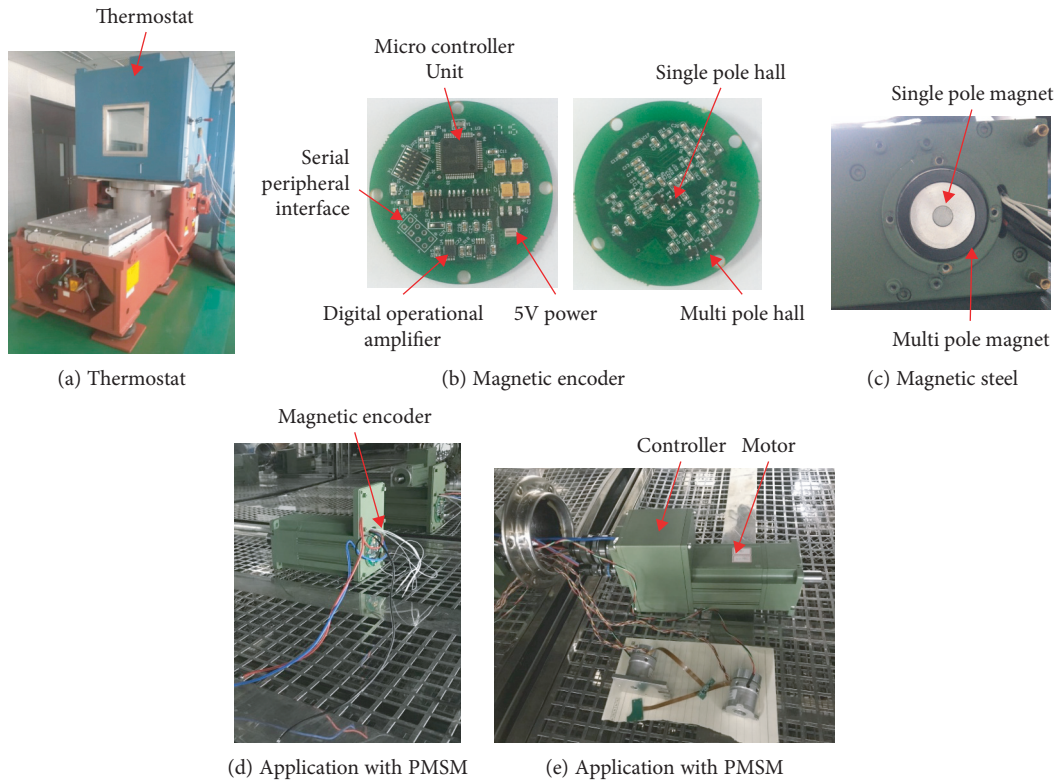 Thermostat
Micro controller
Unit
Single pole hall
Single pole magnet
Serial
peripheral
interface
Digital operational
amplifier
5V power
Multi pole hall
Multi pole magnet
(a) Thermostat
(b) Magnetic encoder
(c) Magnetic steel
Magnetic encoder
Controller
Motor
(d) Application with PMSM
(e) Application with PMSM